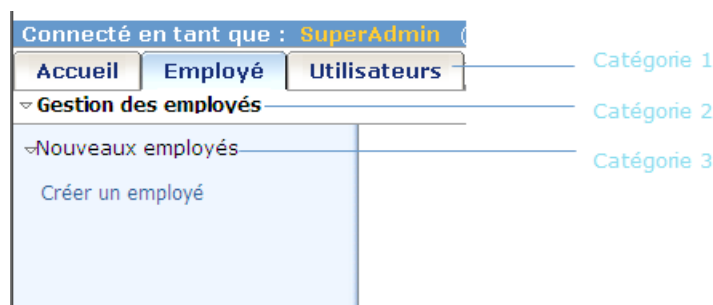 Connecté en tant que : SuperAdmin (
Accueil Employé Utilisateurs Catégorie 1
Gestion des employés Catégorie 2
Nouveaux employés Catégorie 3
Créer un employé